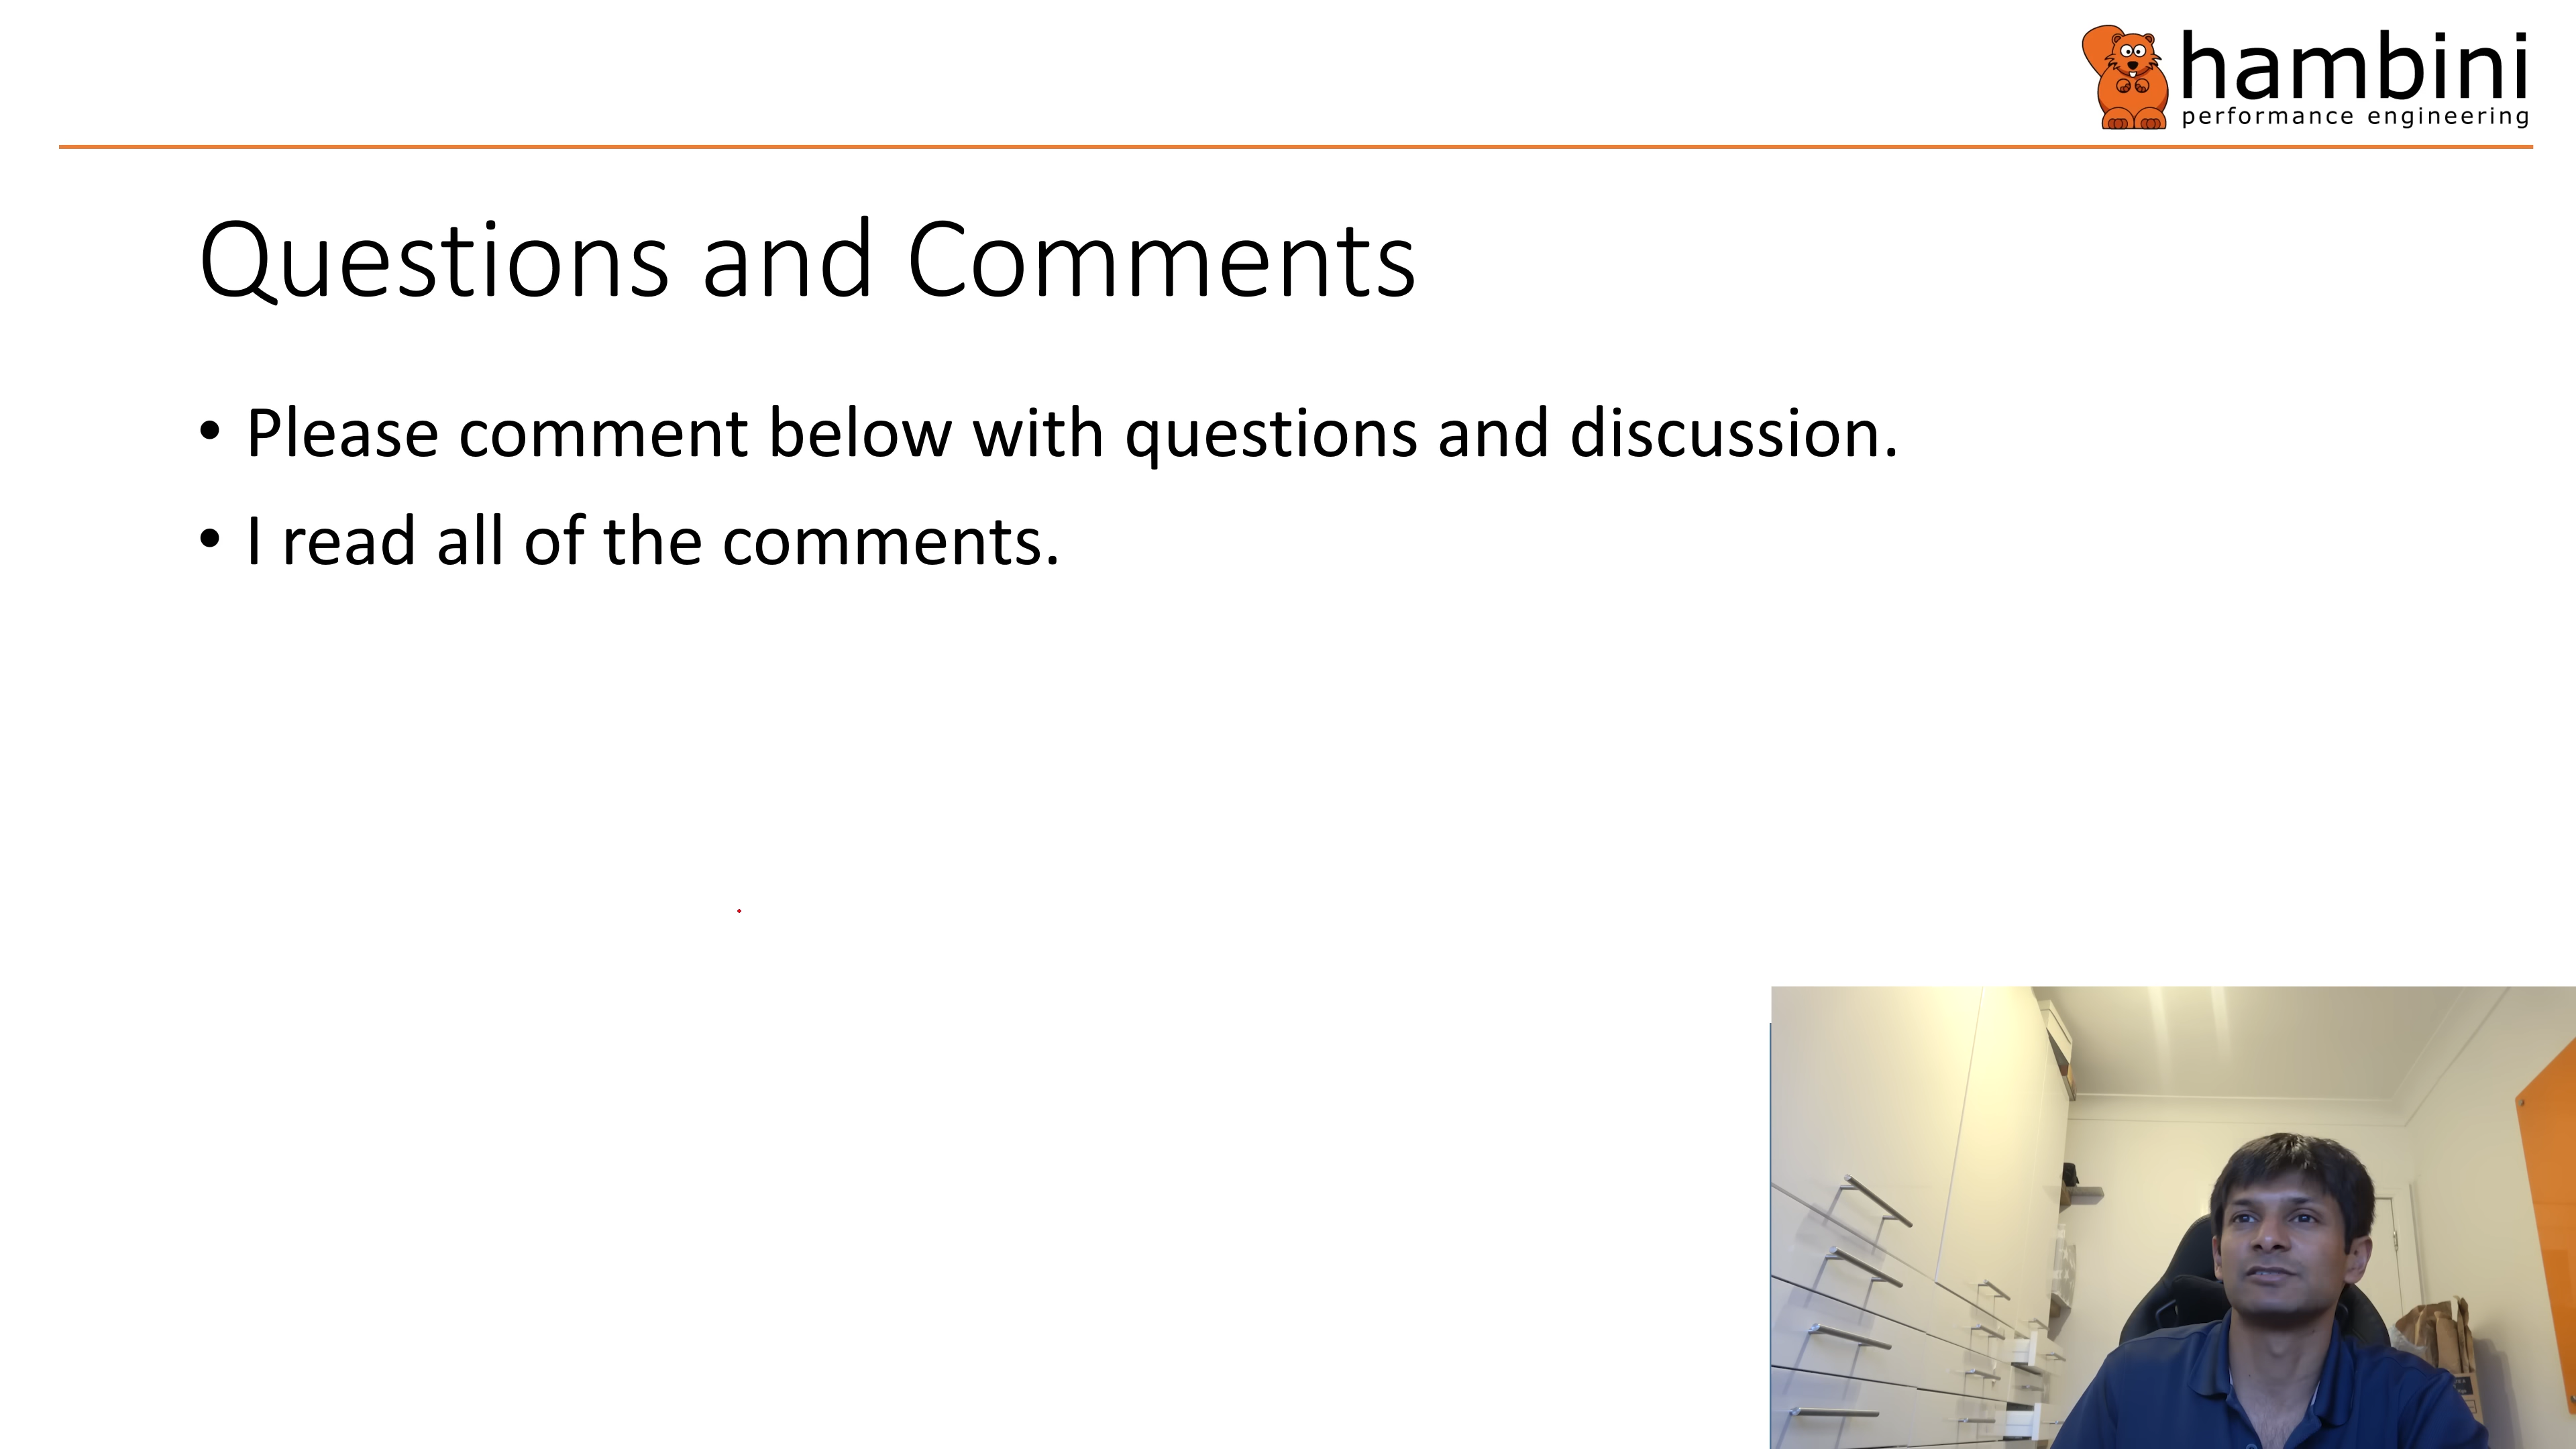 hambini
performance engineering
Questions and Comments
• Please comment below with questions and discussion.
• I read all of the comments.